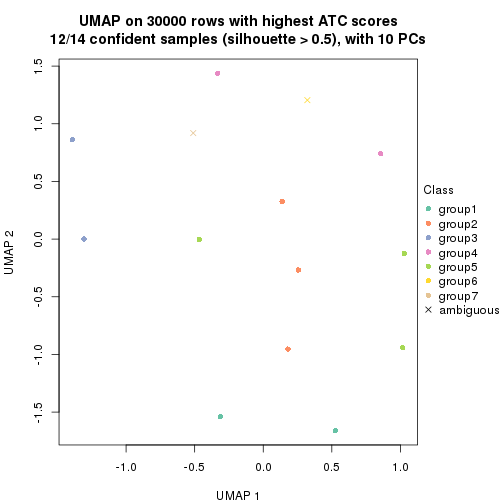 UMAP on 30000 rows with highest ATC scores
12/14 confident samples (silhouette > 0.5), with 10 PCs
1.5
1.0
0.5
0.0
-0.5
-1.0
-1.5
UMAP 2
-1.0
-0.5
0.0
0.5
1.0
UMAP 1
Class
group1
group2
group3
group4
group5
group6
group7
ambiguous